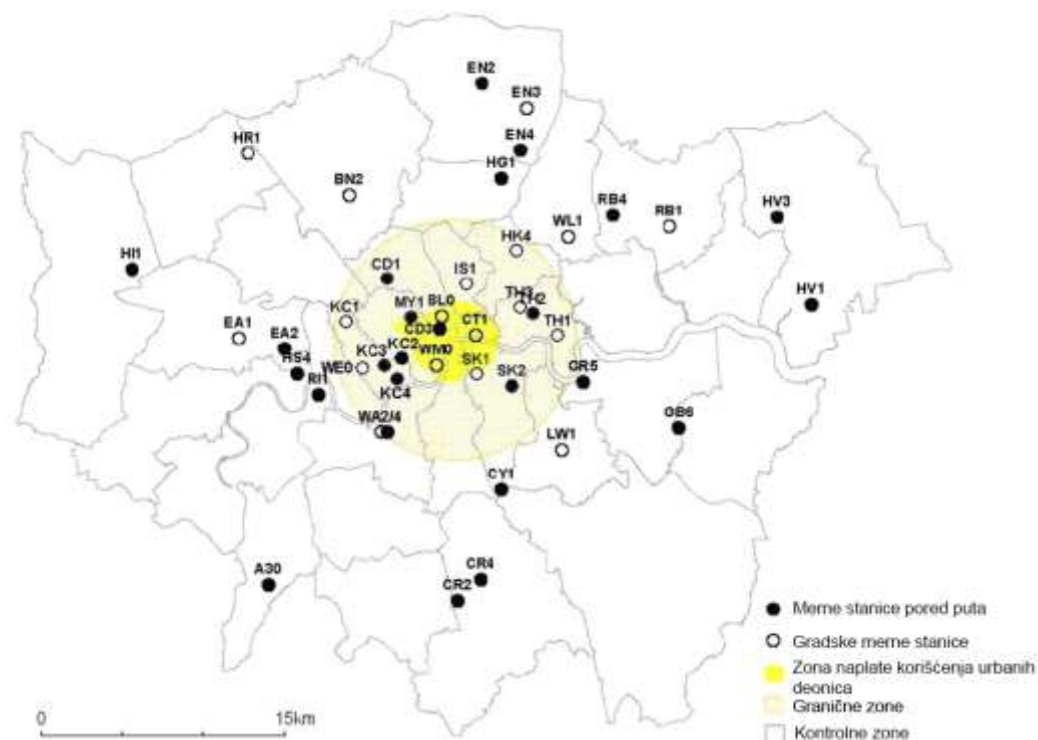 EN2
EN3
HR1
EN4
HG1
BN2
RB4
RB1
HV3
WL1
HK4
HI1
CD1
IS1
KC1
MY1
BL0
TH3
TH2
HV1
EA1
EA2
CD3
CT1
TH1
KC3
KC2
WM0
HS4
WE0
SK1
SK2
GR5
RI1
KC4
WA2/4
LW1
GB6
CY1
A30
CR4
CR2
Merne stanice pored puta
Gradske merne stanice
Zona naplate korišćenja urbanih
deonica
Granične zone
Kontrolne zone
0 15km